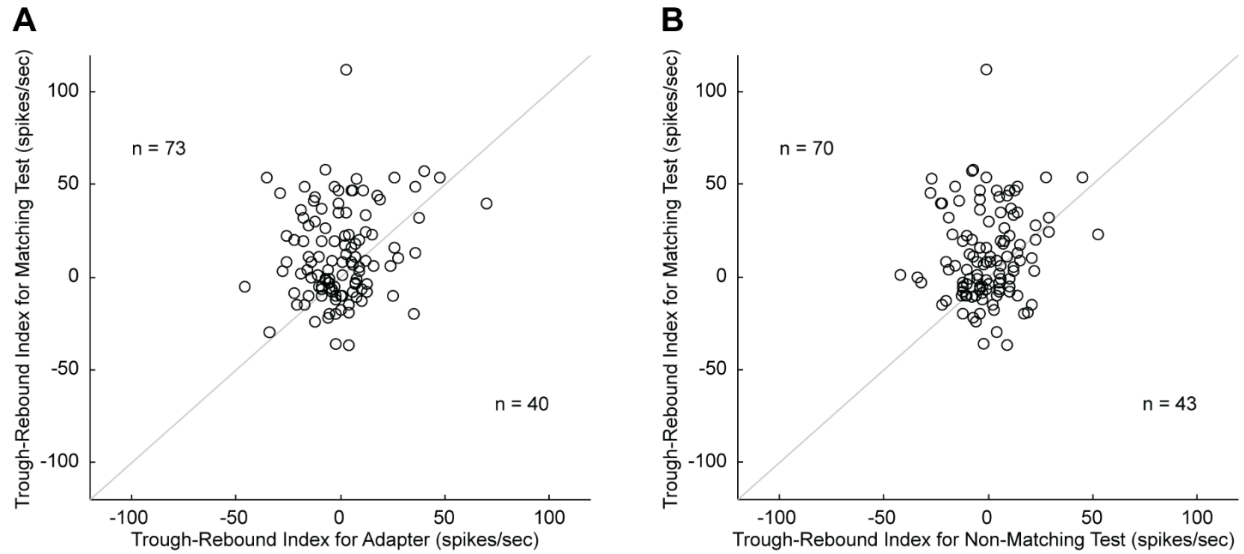 A
Trough-Rebound Index for Matching Test (spikes/sec)
100
50
0
-50
-100
n = 73
n = 40
-100 -50 0 50 100
Trough-Rebound Index for Adapter (spikes/sec)
B
Trough-Rebound Index for Matching Test (spikes/sec)
100
50
0
-50
-100
n = 70
n = 43
-100 -50 0 50 100
Trough-Rebound Index for Non-Matching Test (spikes/sec)